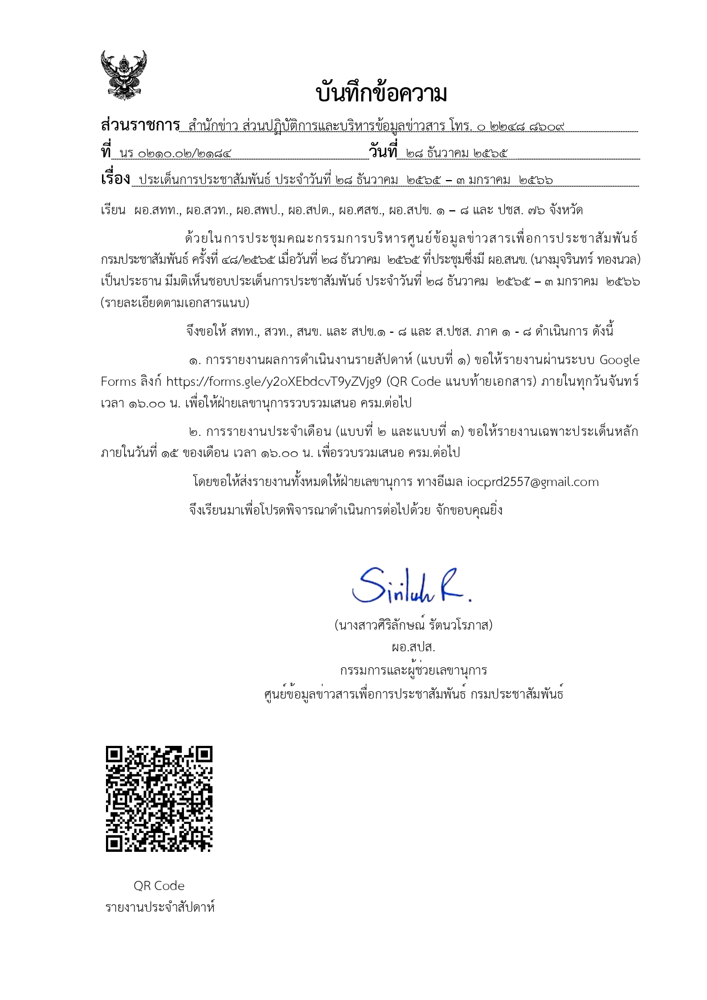 บันทึกข้อความ
ส่วนราชการ สำนักข่าว ส่วนปฏิบัติการและบริหารข้อมูลข่าวสาร โทร. ๐ ๒๒๔๘ ๘๖๐๙
ที่ นร ๐๒๑๐.๐๒/๒๑๘๔ วันที่ ๒๘ ธันวาคม ๒๕๖๕
เรื่อง ประเด็นการประชาสัมพันธ์ ประจำวันที่ ๒๘ ธันวาคม ๒๕๖๕ – ๓ มกราคม ๒๕๖๖
เรียน ผอ.สทท., ผอ.สวท., ผอ.สพป., ผอ.สปต., ผอ.ศสช., ผอ.สปข. ๑ – ๘ และ ปชส. ๗๖ จังหวัด
ด้วยในการประชุมคณะกรรมการบริหารศูนย์ข้อมูลข่าวสารเพื่อการประชาสัมพันธ์
กรมประชาสัมพันธ์ ครั้งที่ ๔๘/๒๕๖๕ เมื่อวันที่ ๒๘ ธันวาคม ๒๕๖๕ ที่ประชุมซึ่งมี ผอ.สนข. (นางมุจรินทร์ ทองนวล)
เป็นประธาน มีมติเห็นชอบประเด็นการประชาสัมพันธ์ ประจำวันที่ ๒๘ ธันวาคม ๒๕๖๕ – ๓ มกราคม ๒๕๖๖
(รายละเอียดตามเอกสารแนบ)
จึงขอให้ สทท., สวท., สนข. และ สปข.๑ - ๘ และ ส.ปชส. ภาค ๑ - ๘ ดำเนินการ ดังนี้
๑. การรายงานผลการดำเนินงานรายสัปดาห์ (แบบที่ ๑) ขอให้รายงานผ่านระบบ Google
Forms ลิงก์ https://forms.gle/y2oXEbdcvT9yZVjg9 (QR Code แนบท้ายเอกสาร) ภายในทุกวันจันทร์
เวลา ๑๖.๐๐ น. เพื่อให้ฝ่ายเลขานุการรวบรวมเสนอ ครม.ต่อไป
๒. การรายงานประจำเดือน (แบบที่ ๒ และแบบที่ ๓) ขอให้รายงานเฉพาะประเด็นหลัก
ภายในวันที่ ๑๕ ของเดือน เวลา ๑๖.๐๐ น. เพื่อรวบรวมเสนอ ครม.ต่อไป
โดยขอให้ส่งรายงานทั้งหมดให้ฝ่ายเลขานุการ ทางอีเมล iocprd2557@gmail.com
จึงเรียนมาเพื่อโปรดพิจารณาดำเนินการต่อไปด้วย จักขอบคุณยิ่ง
Siriluh R.
(นางสาวศิริลักษณ์ รัตนวโรภาส)
ผอ.สปส.
กรรมการและผู้ช่วยเลขานุการ
ศูนย์ข้อมูลข่าวสารเพื่อการประชาสัมพันธ์ กรมประชาสัมพันธ์
QR Code
รายงานประจำสัปดาห์